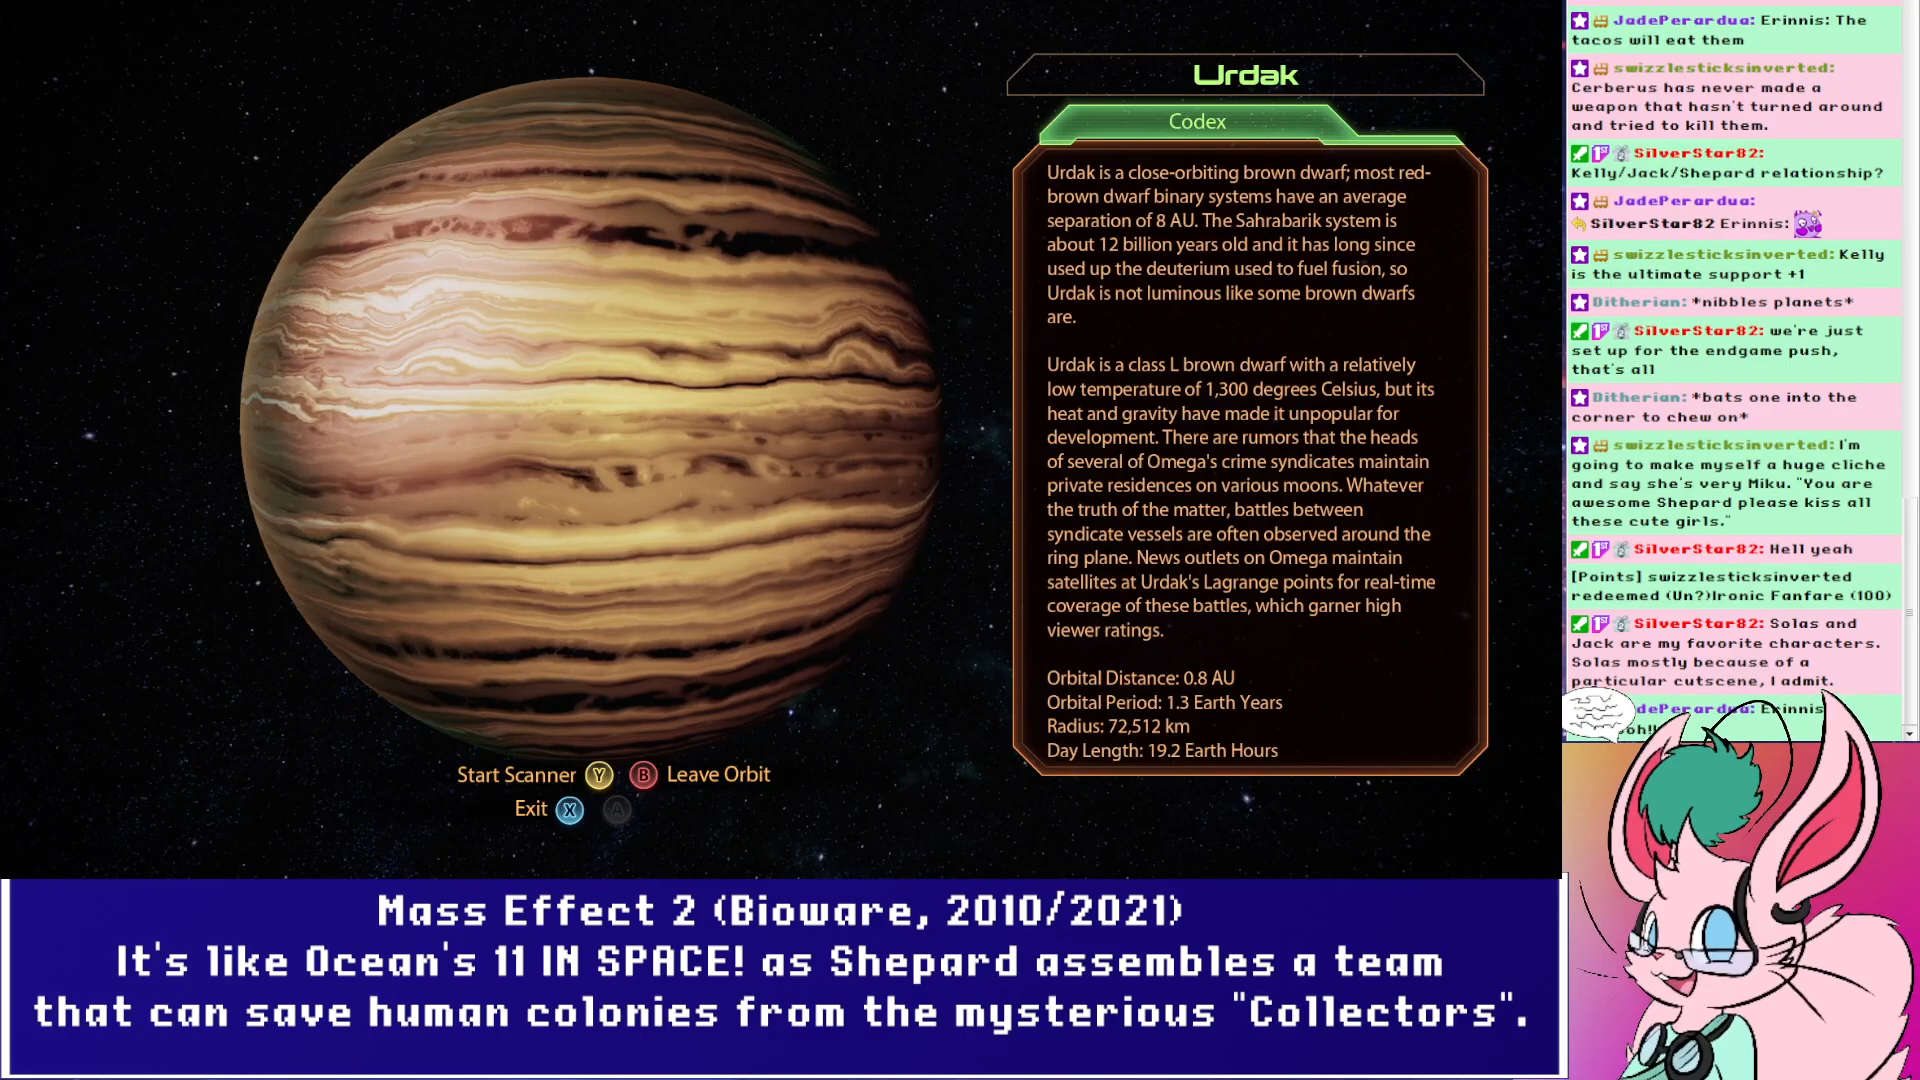 Urdak
Codex
Urdak is a close-orbiting brown dwarf; most red-
brown dwarf binary systems have an average
separation of 8 AU. The Sahrabarik system is
about 12 billion years old and it has long since
used up the deuterium used to fuel fusion, so
Urdak is not luminous like some brown dwarfs
are.
Urdak is a class L brown dwarf with a relatively
low temperature of 1,300 degrees Celsius, but its
heat and gravity have made it unpopular for
development. There are rumors that the heads
of several of Omega's crime syndicates maintain
private residences on various moons. Whatever
the truth of the matter, battles between
syndicate vessels are often observed around the
ring plane. News outlets on Omega maintain
satellites at Urdak's Lagrange points for real-time
coverage of these battles, which garner high
viewer ratings.
Orbital Distance: 0.8 AU
Orbital Period: 1.3 Earth Years
Radius: 72,512 km
Day Length: 19.2 Earth Hours
Start Scanner Y B Leave Orbit
Exit X A
Mass Effect 2 (Bioware, 2010/2021)
It's like Ocean's 11 IN SPACE! as Shepard assembles a team
that can save human colonies from the mysterious "Collectors".
JadePerardua: Erinnis: The
tacos will eat them
swizzlesticksinverted:
Cerberus has never made a
weapon that hasn't turned around
and tried to kill them.
1ST 2 SilverStar82:
Kelly/Jack/Shepard relationship?
JadePerardua:
SilverStar82 Erinnis:
swizzlesticksinverted: Kelly
is the ultimate support +1
Ditherian: *nibbles planets*
1ST 2 SilverStar82: we're just
set up for the endgame push,
that's all
Ditherian: *bats one into the
corner to chew on*
swizzlesticksinverted: I'm
going to make myself a huge cliche
and say she's very Miku. "You are
awesome Shepard please kiss all
these cute girls."
1ST 2 SilverStar82: Hell yeah
[Points] swizzlesticksinverted
redeemed (Un?)Ironic Fanfare (100)
1ST 2 SilverStar82: Solas and
Jack are my favorite characters.
Solas mostly because of a
particular cutscene, I admit.
adePerardua: Erinnis